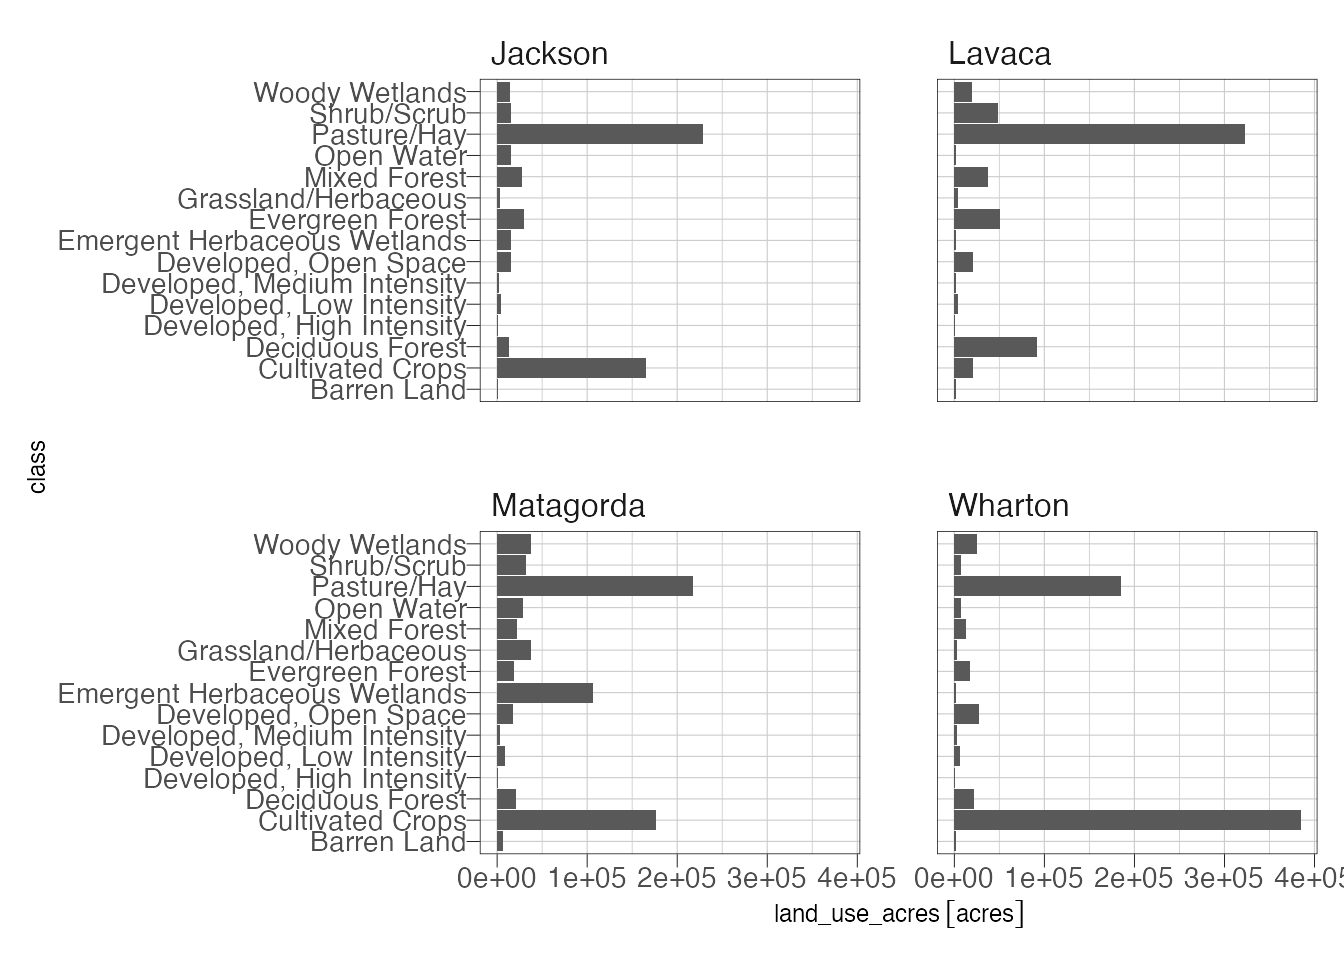 Jackson
Lavaca
Woody Wetlands
Shrub/Scrub
Pasture/Hay
Open Water
Mixed Forest
Grassland/Herbaceous
Evergreen Forest
Emergent Herbaceous Wetlands
Developed, Open Space
Developed, Medium Intensity
Developed, Low Intensity
Developed, High Intensity
Deciduous Forest
Cultivated Crops
Barren Land
class
Matagorda
Wharton
Woody Wetlands
Shrub/Scrub
Pasture/Hay
Open Water
Mixed Forest
Grassland/Herbaceous
Evergreen Forest
Emergent Herbaceous Wetlands
Developed, Open Space
Developed, Medium Intensity
Developed, Low Intensity
Developed, High Intensity
Deciduous Forest
Cultivated Crops
Barren Land
0e+00 1e+05 2e+05 3e+05 4e+05 0e+00 1e+05 2e+05 3e+05 4e+05
land_use_acres [acres]